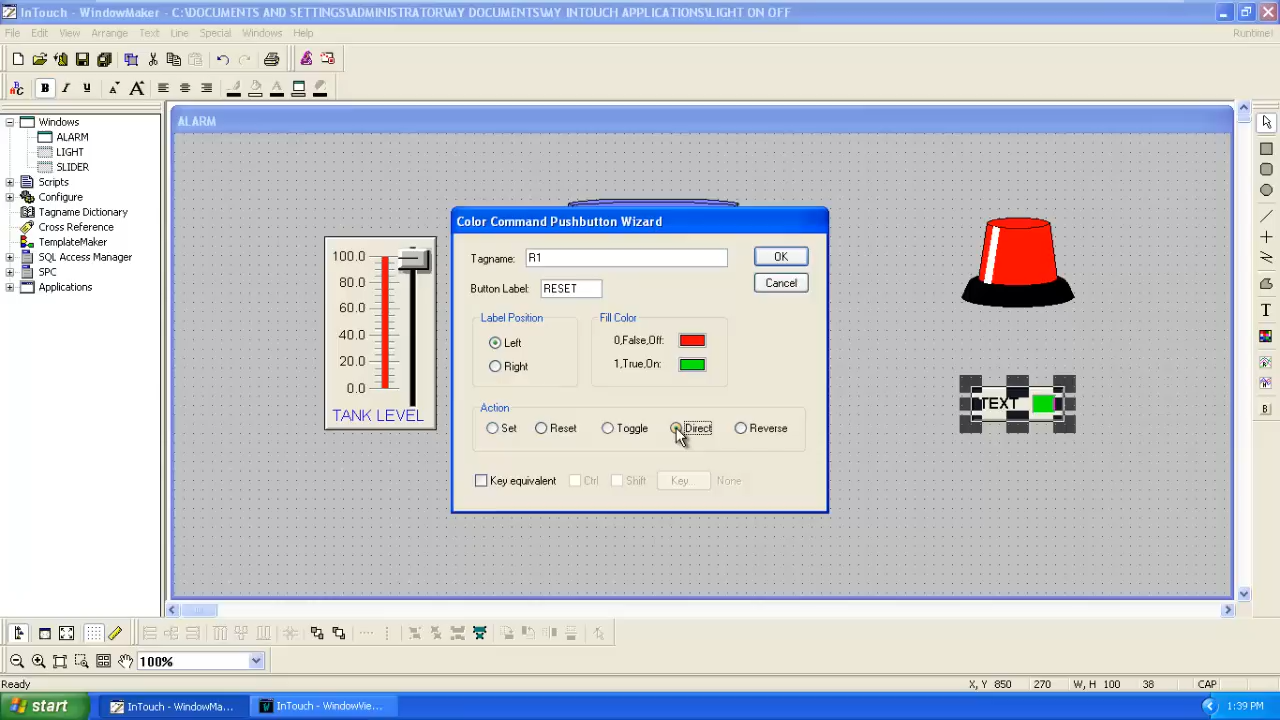 InTouch - WindowMaker - C:\DOCUMENTS AND SETTINGS\ADMINISTRATOR\MY DOCUMENTS\MY INTOUCH APPLICATIONS\LIGHT ON OFF
File Edit View Arrange Text Line Special Windows Help Runtime!
Windows
ALARM
LIGHT
SLIDER
Scripts
Configure
Tagname Dictionary
Cross Reference
TemplateMaker
SQL Access Manager
SPC
Applications
ALARM
100.0
80.0
60.0
40.0
20.0
0.0
TANK LEVEL
Color Command Pushbutton Wizard
Tagname: R1
OK
Button Label: RESET
Cancel
Label Position
Left
Right
Fill Color
0,False,Off:
1,True,On:
Action
Set Reset Toggle Direct Reverse
Key equivalent Ctrl Shift Key None
TEXT
100%
Ready
X, Y 850 270 W, H 100 38 CAP
start
InTouch - WindowMa...
InTouch - WindowVie...
1:39 PM